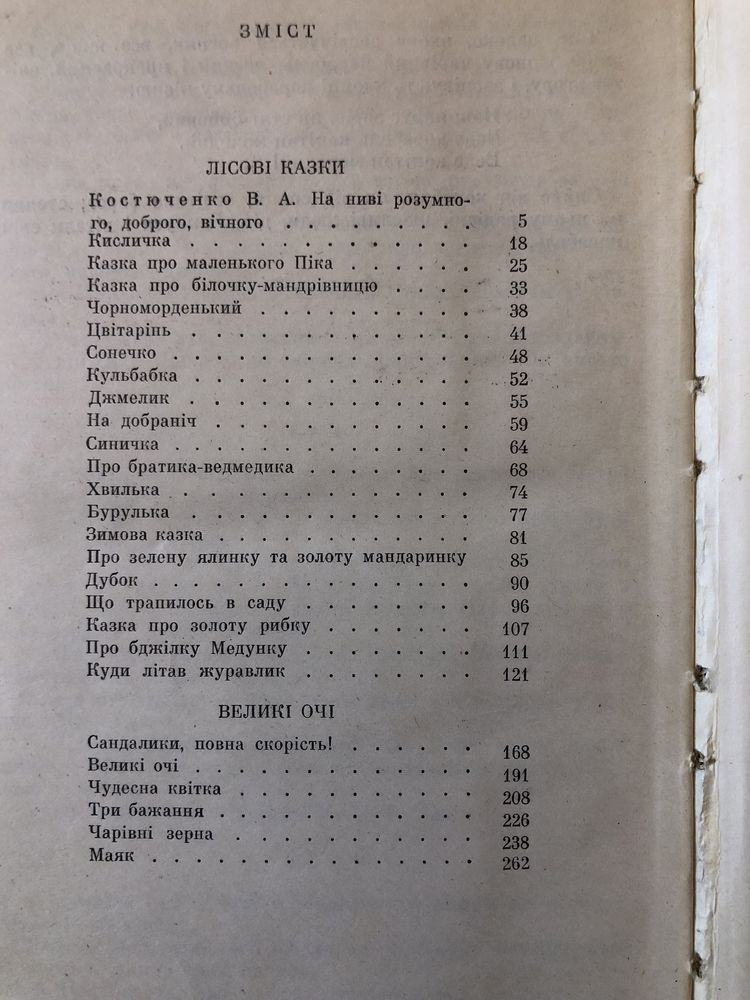 ЗМІСТ
ЛІСОВІ КАЗКИ
Костюченко В. А. На ниві розумно-
го, доброго, вічного . . . . . . . . . 5
Кисличка . . . . . . . . . . . . . 18
Казка про маленького Піка . . . . . . 25
Казка про білочку-мандрівницю . . . . 33
Чорноморденький . . . . . . . . . . 38
Цвітарінь . . . . . . . . . . . . . 41
Сонечко . . . . . . . . . . . . . . 48
Кульбабка . . . . . . . . . . . . . 52
Джмелик . . . . . . . . . . . . . 55
На добраніч . . . . . . . . . . . . 59
Синичка . . . . . . . . . . . . . . 64
Про братика-ведмедика . . . . . . . . 68
Хвилька . . . . . . . . . . . . . . 74
Бурулька . . . . . . . . . . . . . 77
Зимова казка . . . . . . . . . . . . 81
Про зелену ялинку та золоту мандаринку 85
Дубок . . . . . . . . . . . . . . . 90
Що трапилось в саду . . . . . . . . 96
Казка про золоту рибку . . . . . . . 107
Про бджілку Медунку . . . . . . . . 111
Куди літав журавлик . . . . . . . . 121
ВЕЛИКІ ОЧІ
Сандалики, повна скорість! . . . . . . 168
Великі очі . . . . . . . . . . . . . 191
Чудесна квітка . . . . . . . . . . . 208
Три бажання . . . . . . . . . . . . 226
Чарівні зерна . . . . . . . . . . . 238
Маяк . . . . . . . . . . . . . . . 262